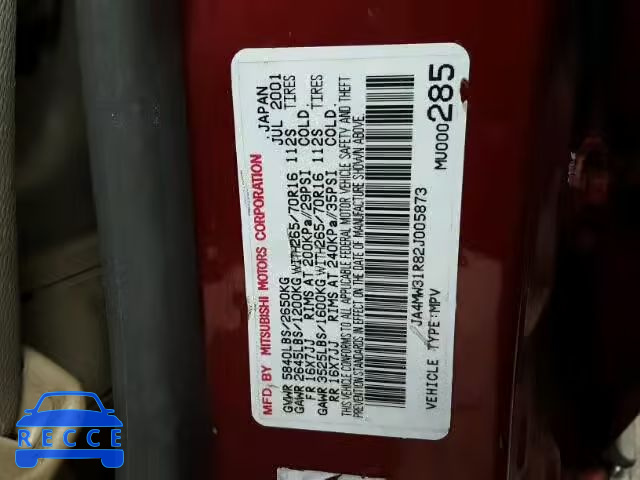 MFD. BY MITSUBISHI MOTORS CORPORATION JAPAN
GVWR 5840LBS/2650KG JUL 2001
GAWR 2645LBS/1200KG WITH 265/70R16 112S TIRES
FR 16X7JJ RIMS AT 200KPa/29PSI COLD.
GAWR 3525LBS/1600KG WITH 265/70R16 112S TIRES
RR 16X7JJ RIMS AT 240KPa/35PSI COLD.
THIS VEHICLE CONFORMS TO ALL APPLICABLE FEDERAL MOTOR VEHICLE SAFETY AND THEFT
PREVENTION STANDARDS IN EFFECT ON THE DATE OF MANUFACTURE SHOWN ABOVE.
JA4MW31R82J005873
VEHICLE TYPE:MPV MU000285
DECCE